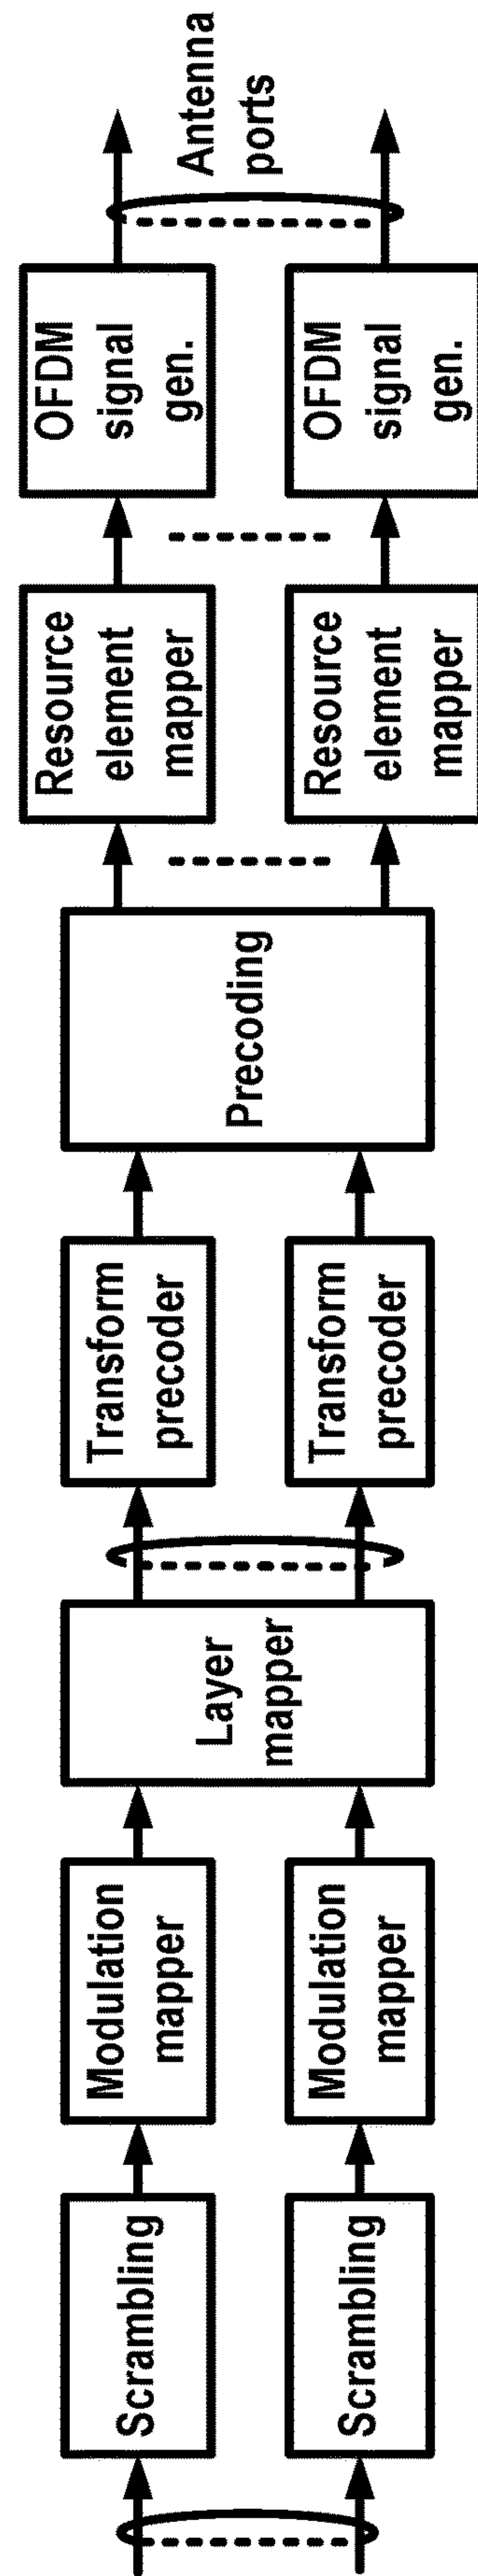 Scrambling
Scrambling
Modulation
mapper
Modulation
mapper
Layer
mapper
Transform
precoder
Transform
precoder
Precoding
Resource
element
mapper
Resource
element
mapper
OFDM
signal
gen.
OFDM
signal
gen.
Antenna
ports